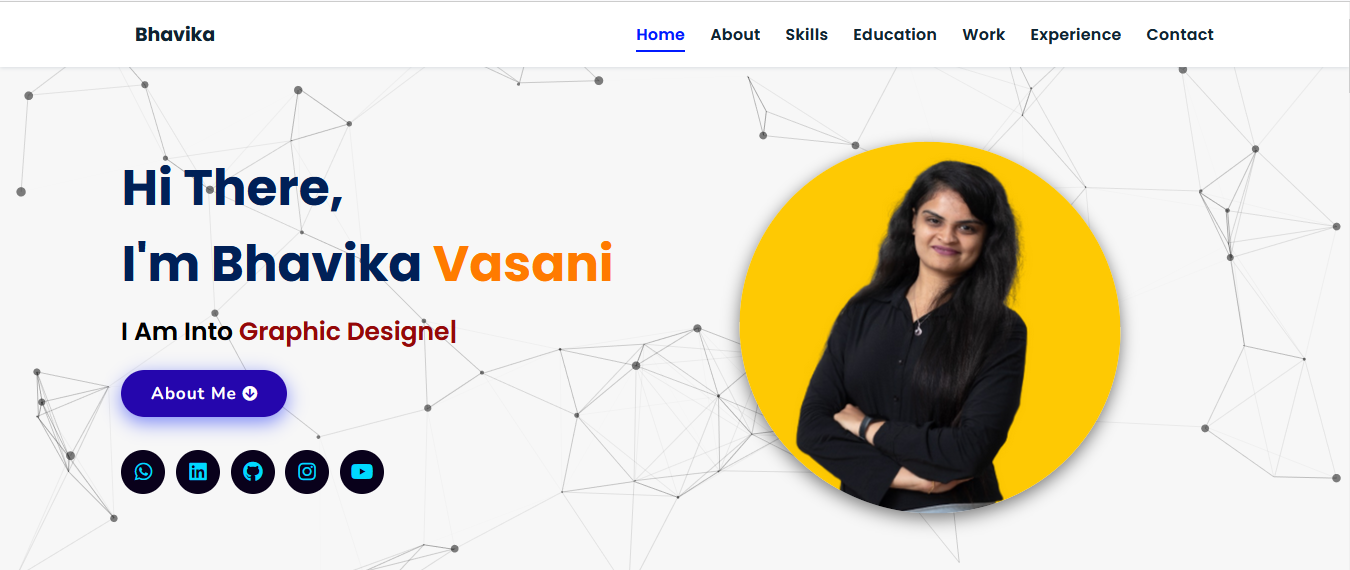 Bhavika
Home About Skills Education Work Experience Contact
Hi There,
I'm Bhavika Vasani
I Am Into Graphic Designe|
About Me